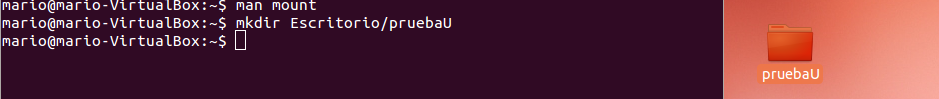 mario@mario-VirtualBox:~$ man mount
mario@mario-VirtualBox:~$ mkdir Escritorio/pruebaU
mario@mario-VirtualBox:~$
pruebaU